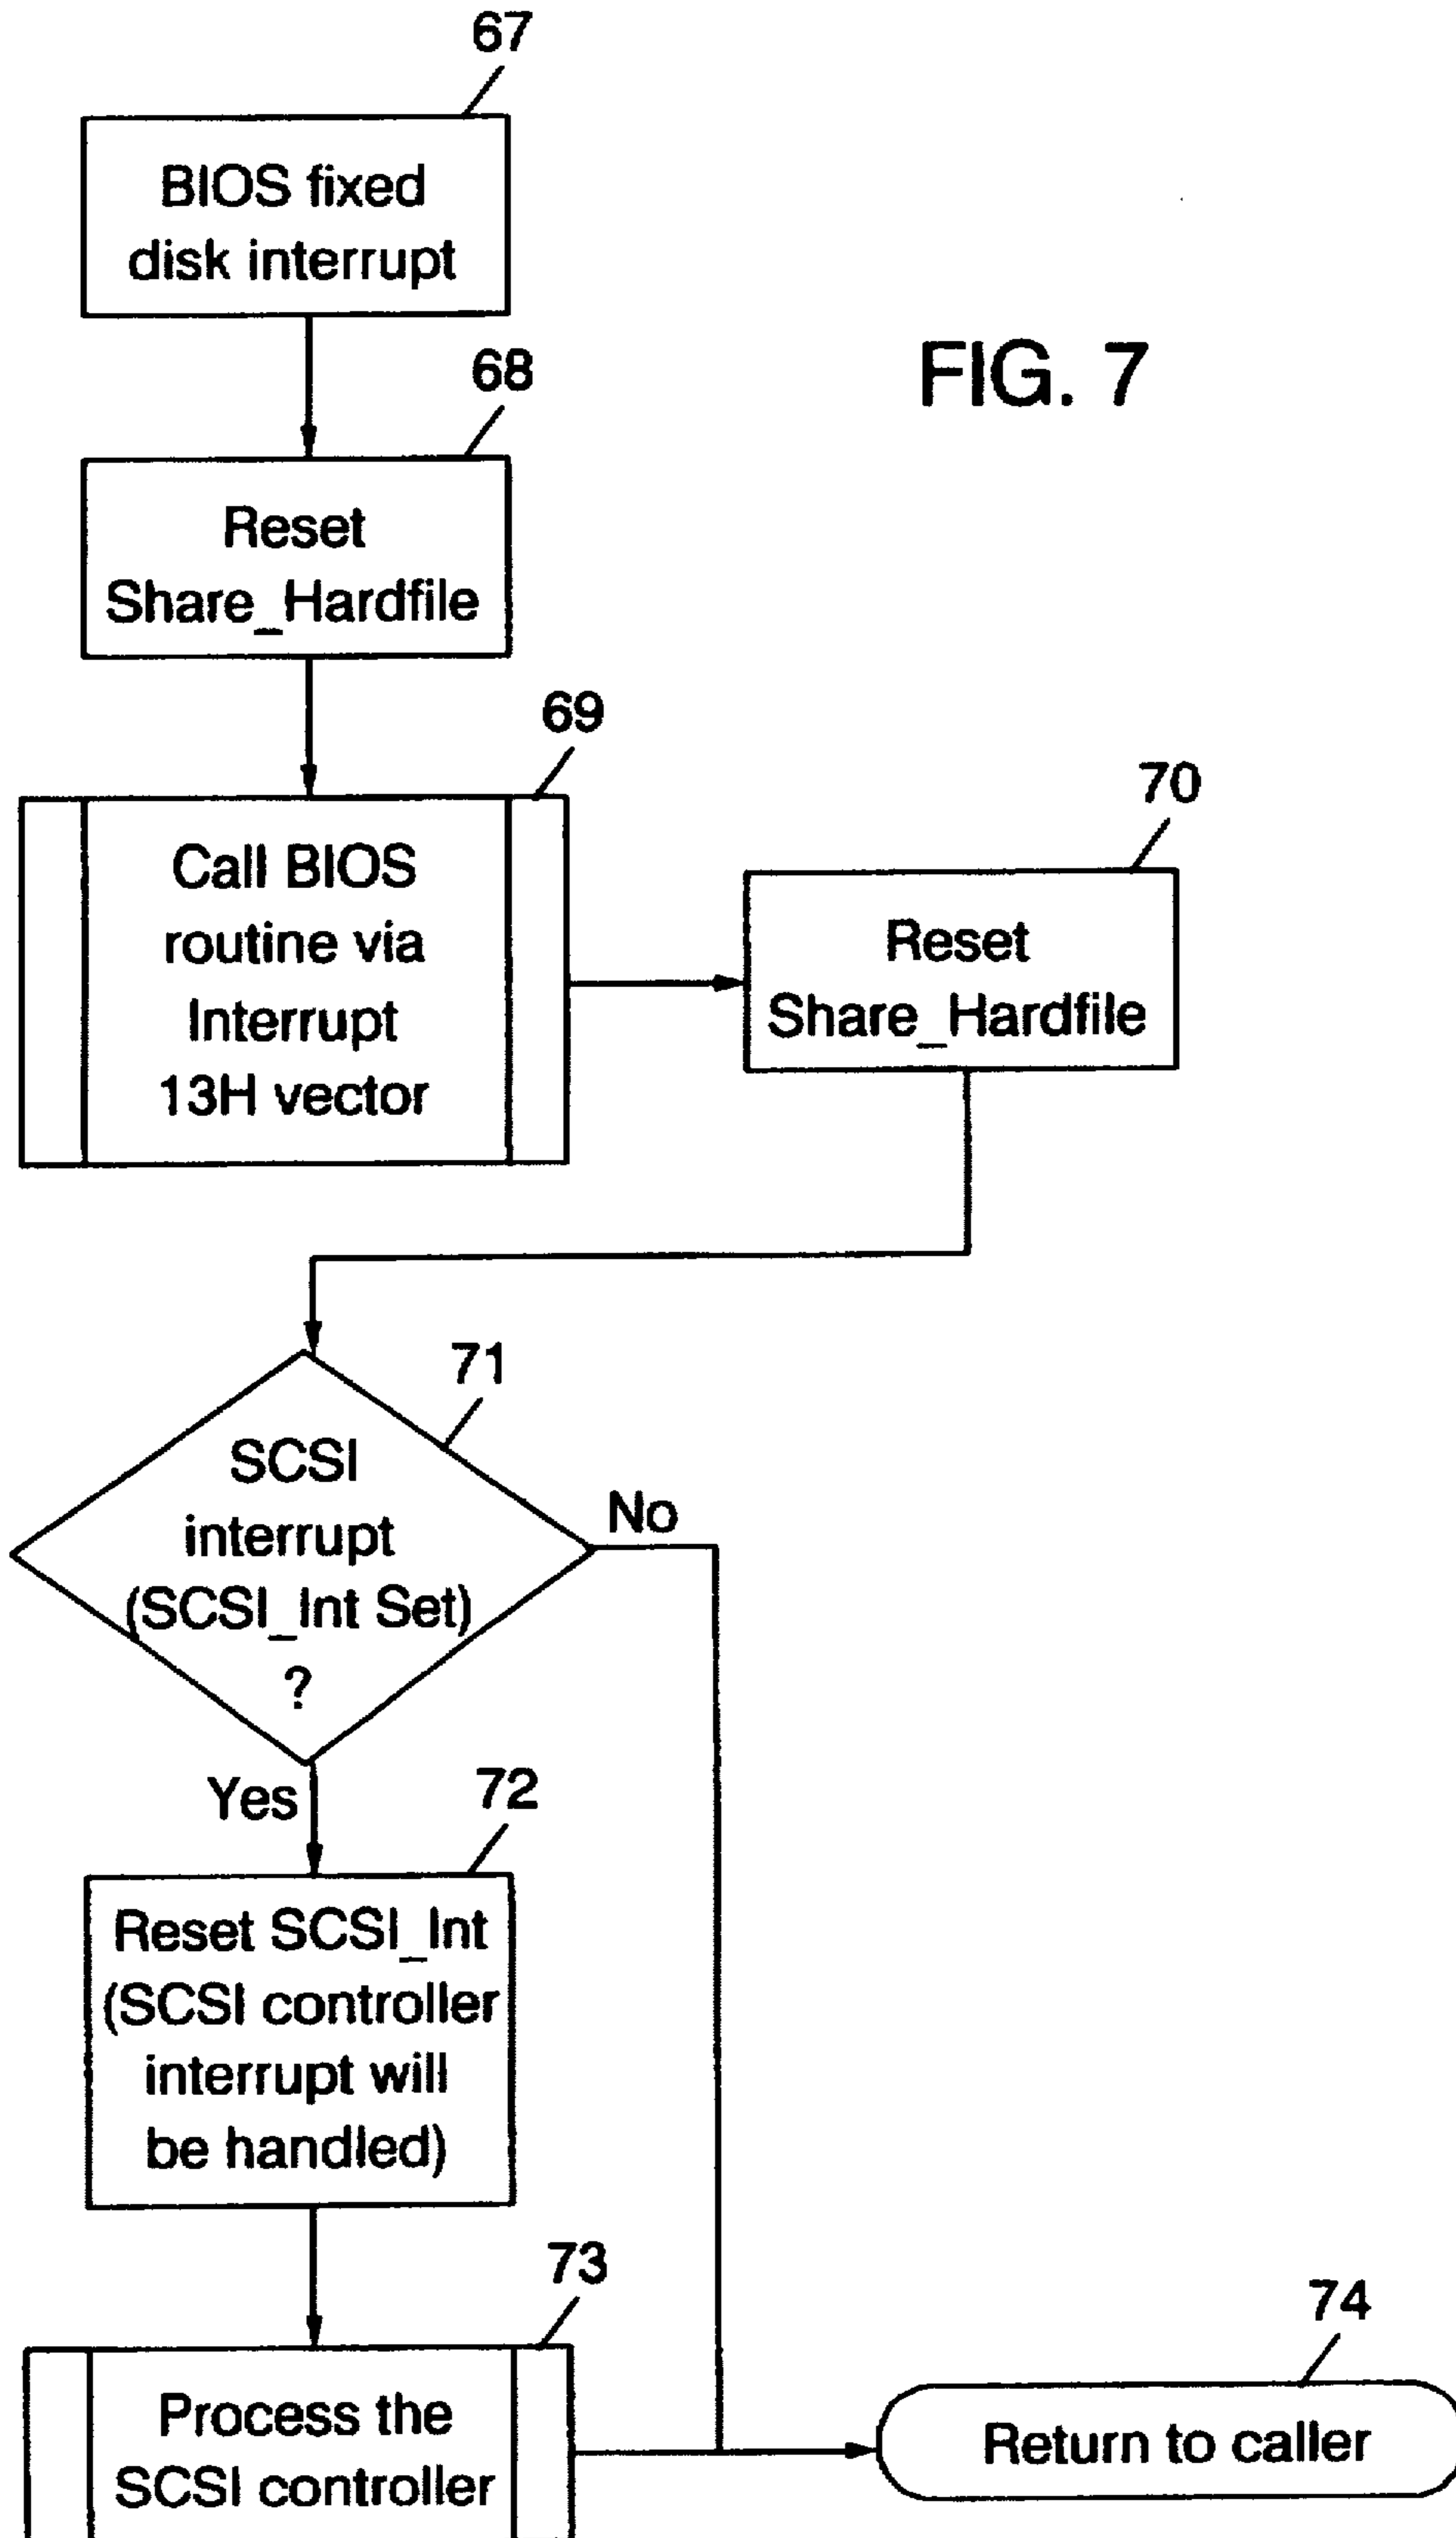 67
BIOS fixed
disk interrupt
FIG. 7
68
Reset
Share_Hardfile
69
Call BIOS
routine via
Interrupt
13H vector
70
Reset
Share_Hardfile
71
SCSI
interrupt
(SCSI_Int Set)
?
No
Yes
72
Reset SCSI_Int
(SCSI controller
interrupt will
be handled)
73
Process the
SCSI controller
74
Return to caller